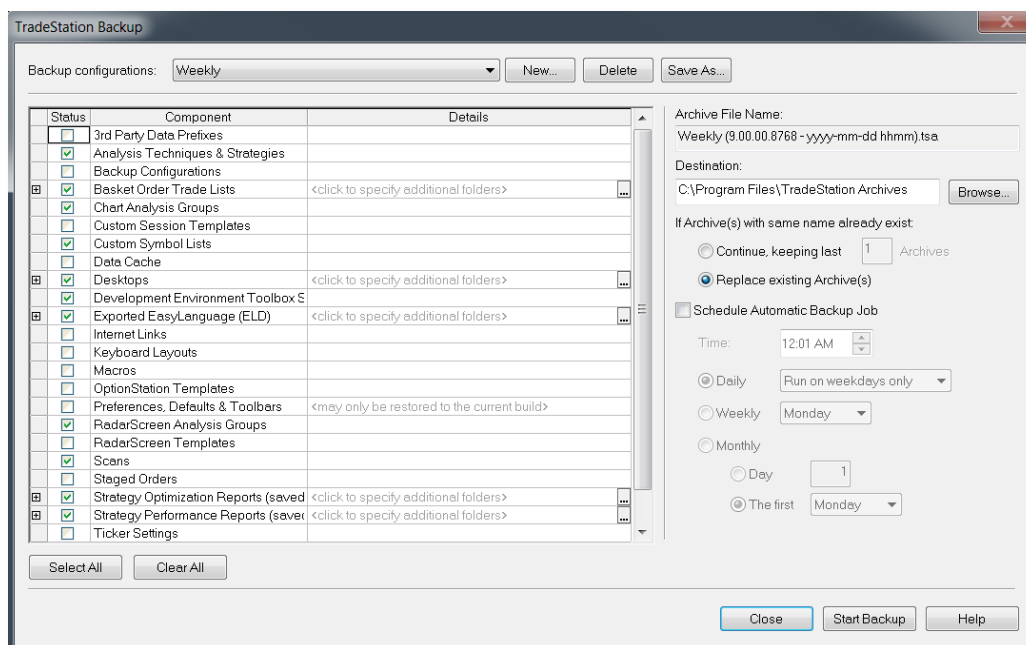 TradeStation Backup
Backup configurations: Weekly New... Delete Save As...
Status Component Details
3rd Party Data Prefixes
Analysis Techniques & Strategies
Backup Configurations
Basket Order Trade Lists <click to specify additional folders> ...
Chart Analysis Groups
Custom Session Templates
Custom Symbol Lists
Data Cache
Desktops <click to specify additional folders> ...
Development Environment Toolbox S
Exported EasyLanguage (ELD) <click to specify additional folders> ...
Internet Links
Keyboard Layouts
Macros
OptionStation Templates
Preferences, Defaults & Toolbars <may only be restored to the current build>
RadarScreen Analysis Groups
RadarScreen Templates
Scans
Staged Orders
Strategy Optimization Reports (saved <click to specify additional folders> ...
Strategy Performance Reports (saved <click to specify additional folders> ...
Ticker Settings
Select All Clear All
Archive File Name:
Weekly (9.00.00.8768 - yyyy-mm-dd hhmm).tsa
Destination:
C:\Program Files\TradeStation Archives Browse...
If Archive(s) with same name already exist:
Continue, keeping last 1 Archives
Replace existing Archive(s)
Schedule Automatic Backup Job
Time: 12:01 AM
Daily Run on weekdays only
Weekly Monday
Monthly
Day 1
The first Monday
Close Start Backup Help